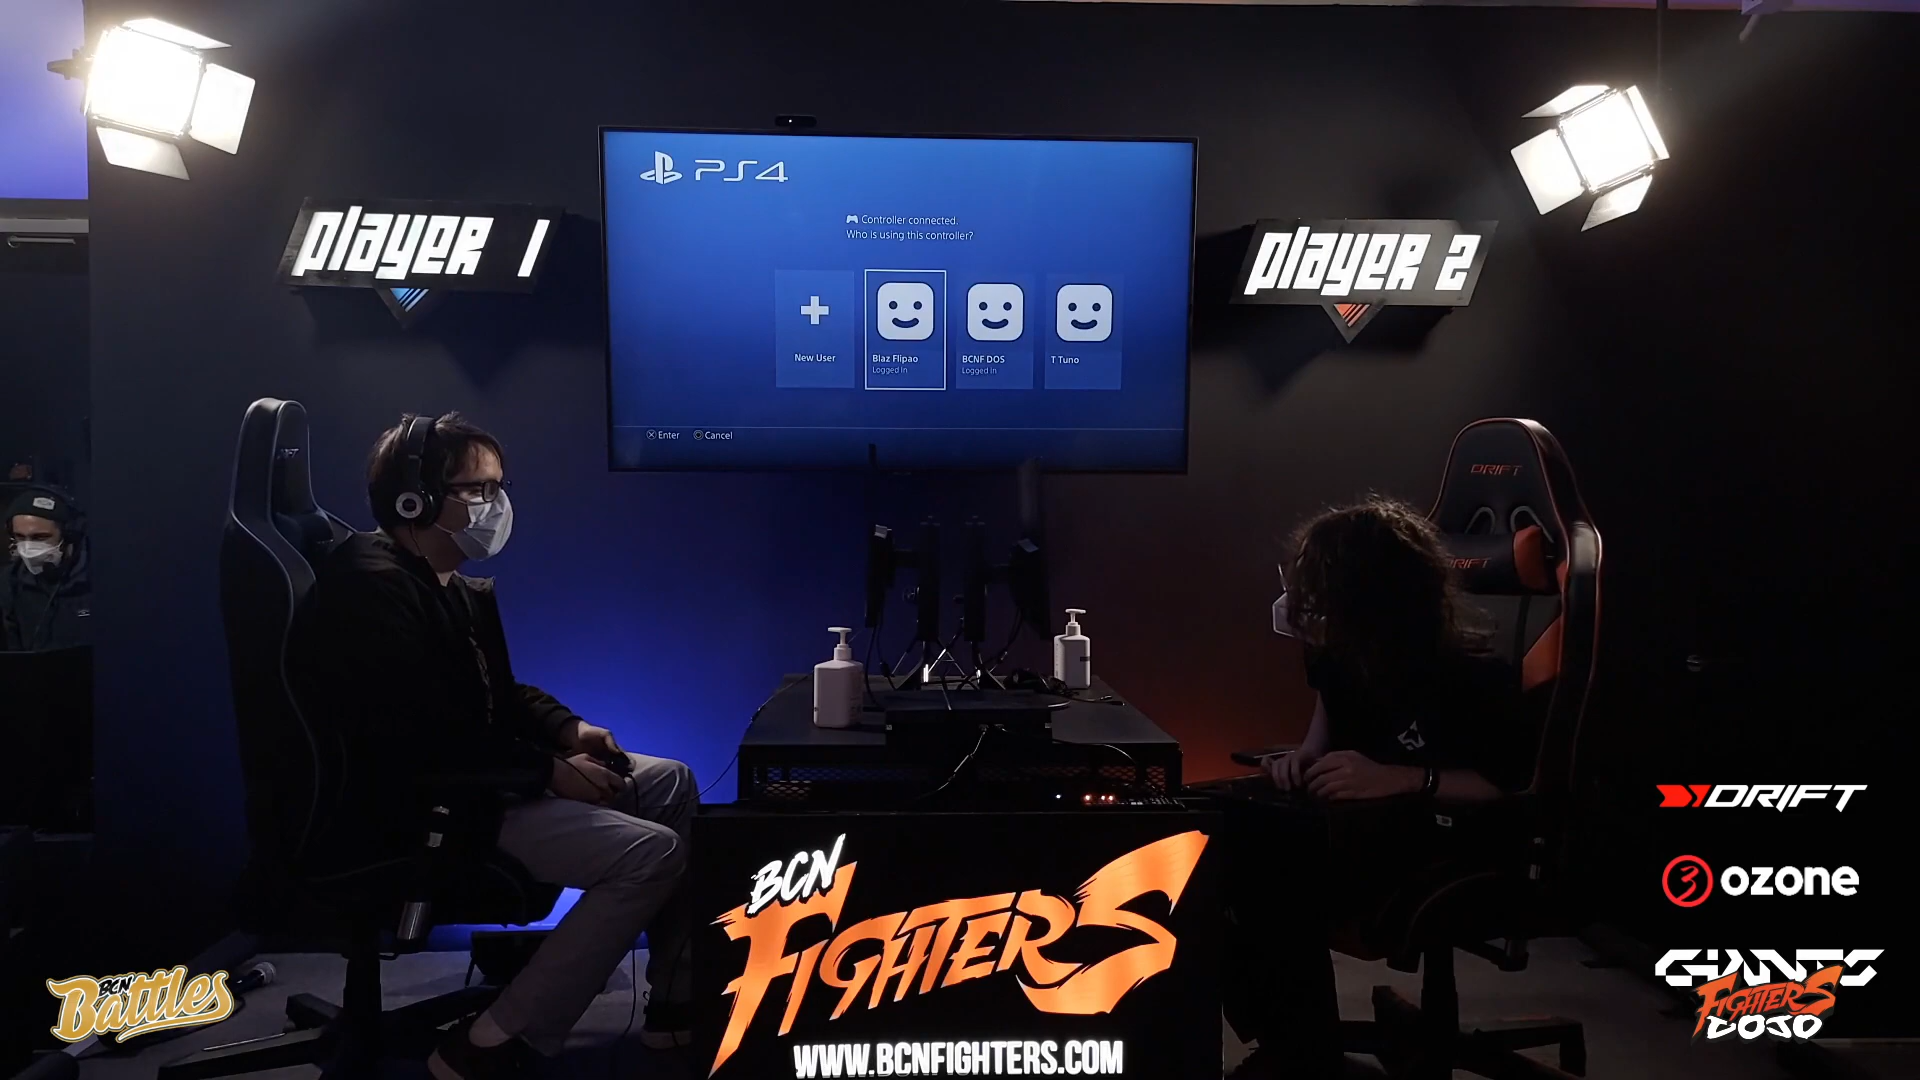 PLAYER 1
PS4
Controller connected.
Who is using this controller?
New User
Blaz Flipao
Logged In
BCNF DOS
Logged In
T Tuno
Enter
Cancel
PLAYER 2
DRIFT
DRIFT
BCN
FIGHTERS
WWW.BCNFIGHTERS.COM
BCN
Battles
DRIFT
OZONE
GIANTS
FIGHTERS
DOJO